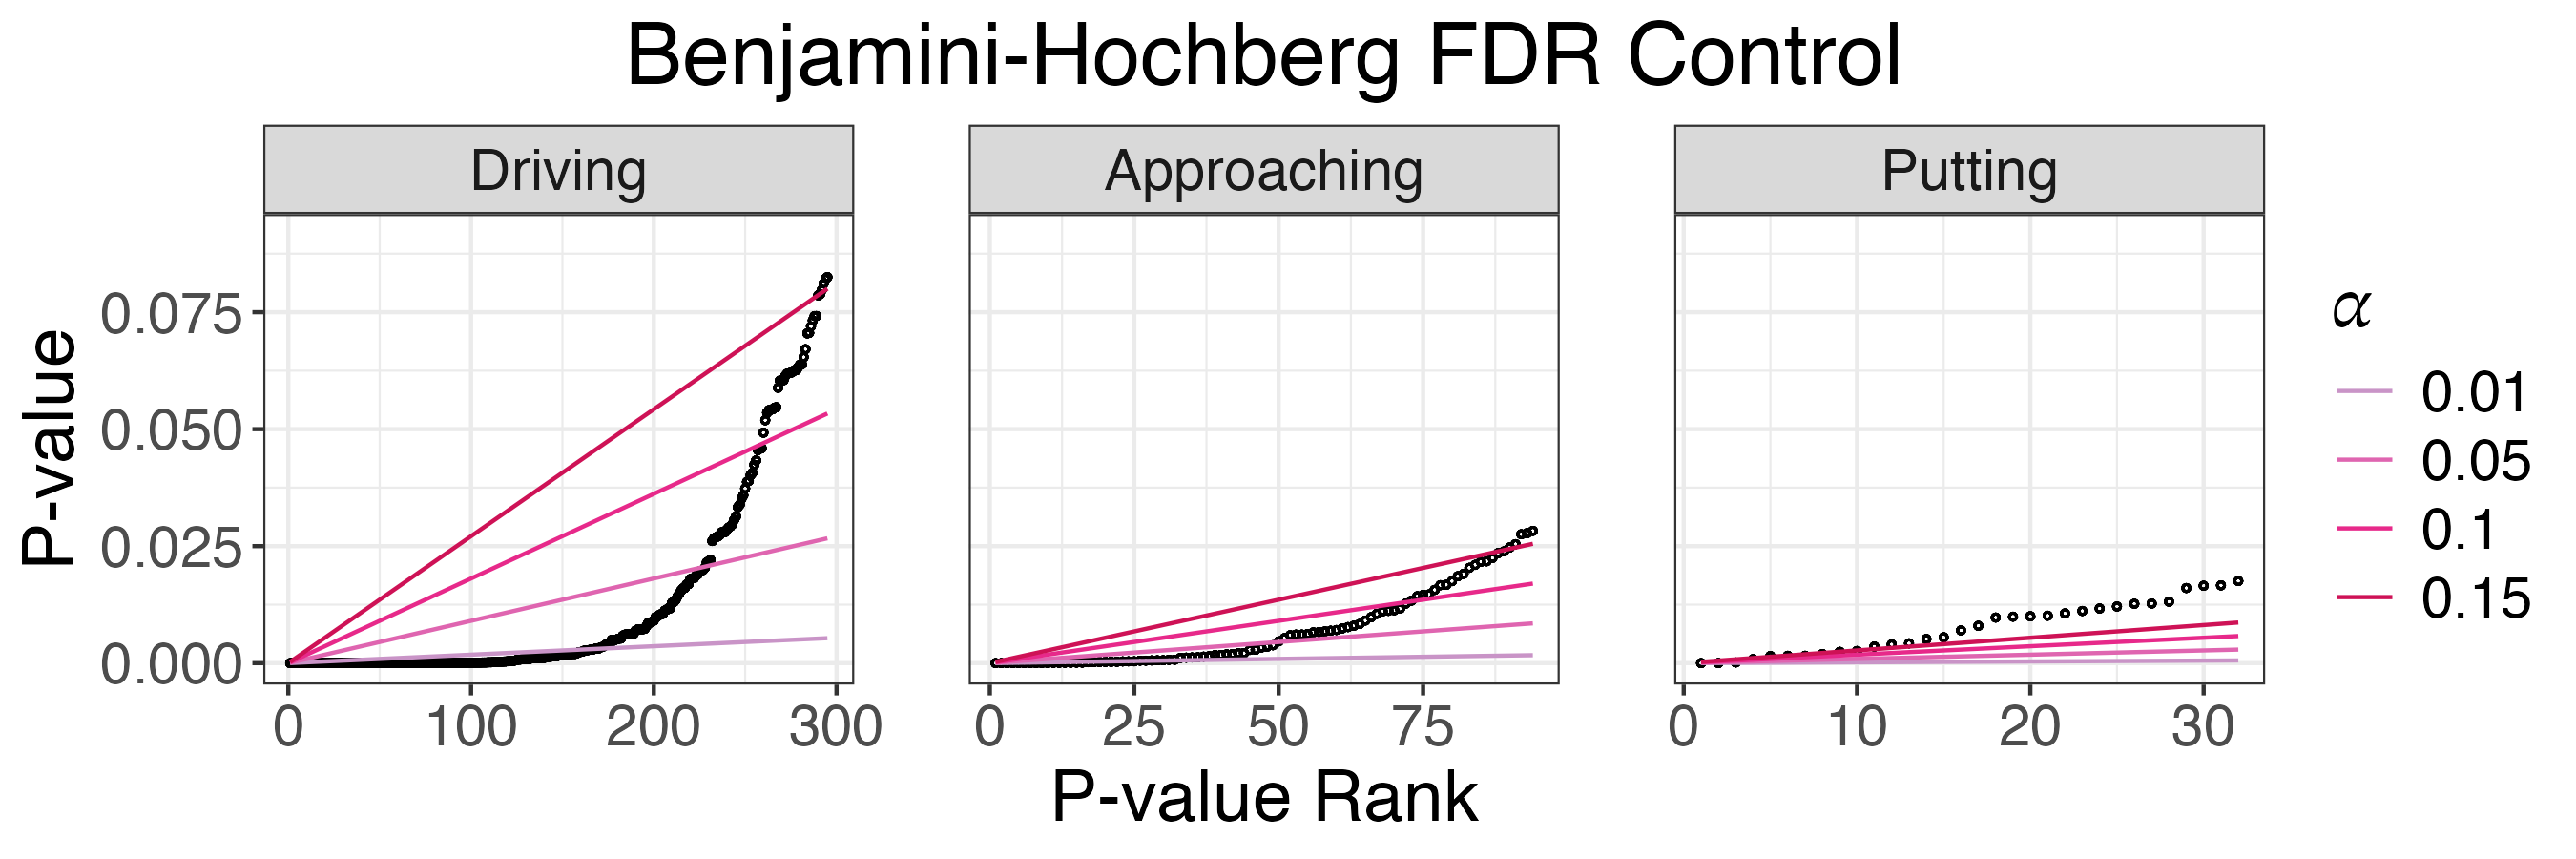 Benjamini-Hochberg FDR Control
Driving
Approaching
Putting
P-value
0.075
0.050
0.025
0.000
0 100 200 300
0 25 50 75
0 10 20 30
P-value Rank
α
0.01
0.05
0.1
0.15